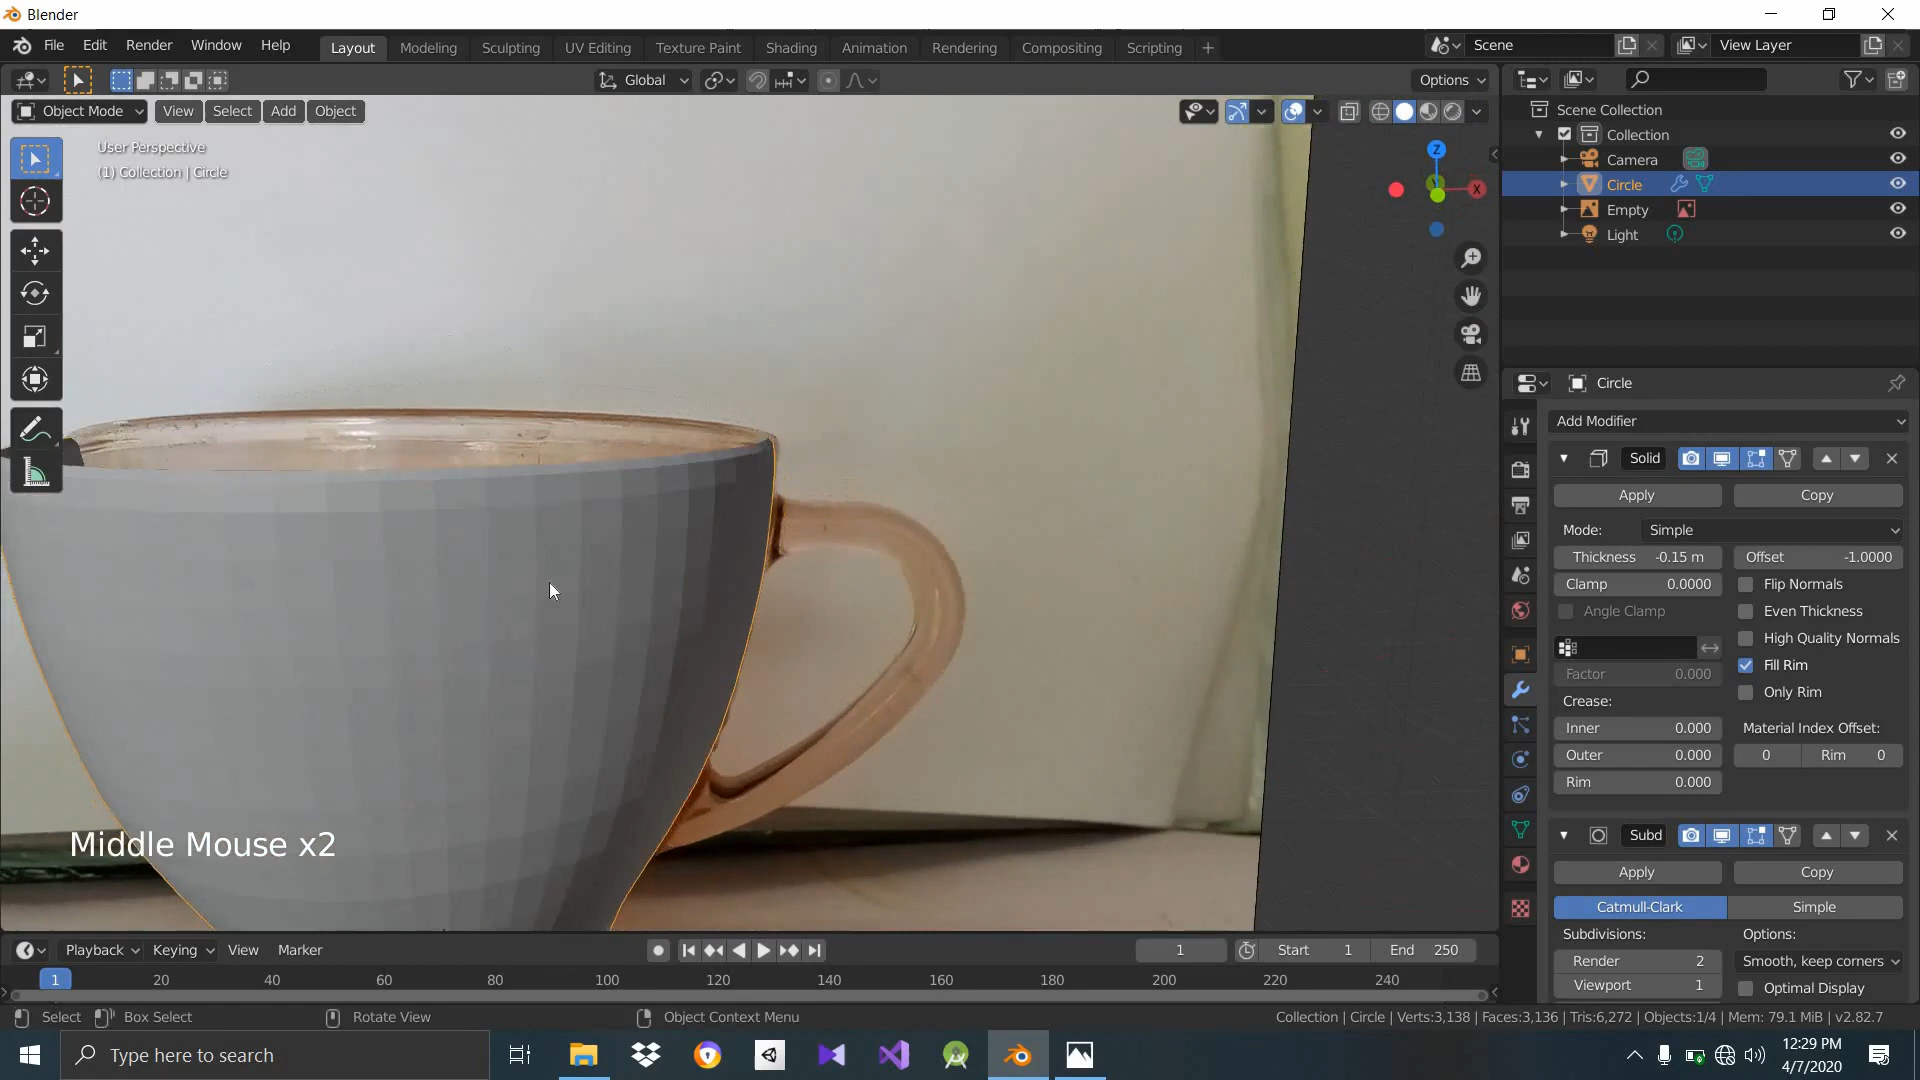 Blender
File Edit Render Window Help Layout Modeling Sculpting UV Editing Texture Paint Shading Animation Rendering Compositing Scripting + Scene View Layer
Global Options
Object Mode View Select Add Object
User Perspective
(1) Collection | Circle
Z
X
Y
Scene Collection
Collection
Camera
Circle
Empty
Light
Circle
Add Modifier
Solid
Apply Copy
Mode: Simple
Thickness -0.15 m Offset -1.0000
Clamp 0.0000 Flip Normals
Angle Clamp Even Thickness
High Quality Normals
Fill Rim
Factor 0.000
Only Rim
Crease:
Inner 0.000 Material Index Offset:
Outer 0.000 0 Rim 0
Rim 0.000
Subd
Apply Copy
Catmull-Clark Simple
Subdivisions: Options:
Render 2 Smooth, keep corners
Viewport 1 Optimal Display
Middle Mouse x2
Playback Keying View Marker 1 Start 1 End 250
1 20 40 60 80 100 120 140 160 180 200 220 240
Select Box Select Rotate View Object Context Menu Collection | Circle | Verts:3,138 | Faces:3,136 | Tris:6,272 | Objects:1/4 | Mem: 79.1 MiB | v2.82.7
Type here to search
12:29 PM
4/7/2020